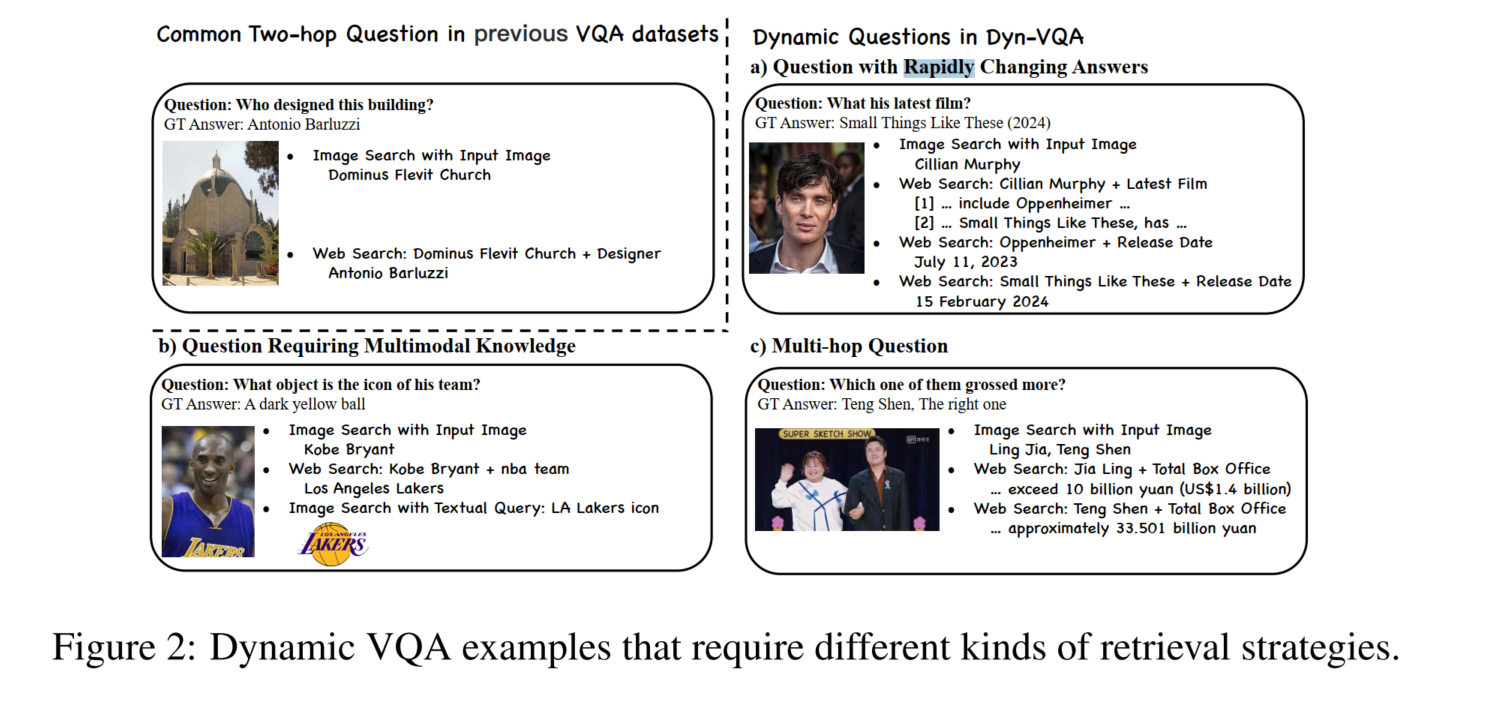 Common Two-hop Question in previous VQA datasets
Question: Who designed this building?
GT Answer: Antonio Barluzzi
• Image Search with Input Image
Dominus Flevit Church
• Web Search: Dominus Flevit Church + Designer
Antonio Barluzzi
Dynamic Questions in Dyn-VQA
a) Question with Rapidly Changing Answers
Question: What his latest film?
GT Answer: Small Things Like These (2024)
• Image Search with Input Image
Cillian Murphy
• Web Search: Cillian Murphy + Latest Film
[1] … include Oppenheimer …
[2] … Small Things Like These, has …
• Web Search: Oppenheimer + Release Date
July 11, 2023
• Web Search: Small Things Like These + Release Date
15 February 2024
b) Question Requiring Multimodal Knowledge
Question: What object is the icon of his team?
GT Answer: A dark yellow ball
• Image Search with Input Image
Kobe Bryant
• Web Search: Kobe Bryant + nba team
Los Angeles Lakers
• Image Search with Textual Query: LA Lakers icon
LAKERS
LOS ANGELES
LAKERS
c) Multi-hop Question
Question: Which one of them grossed more?
GT Answer: Teng Shen, The right one
SUPER SKETCH SHOW
• Image Search with Input Image
Ling Jia, Teng Shen
• Web Search: Jia Ling + Total Box Office
… exceed 10 billion yuan (US$1.4 billion)
• Web Search: Teng Shen + Total Box Office
… approximately 33.501 billion yuan
Figure 2: Dynamic VQA examples that require different kinds of retrieval strategies.